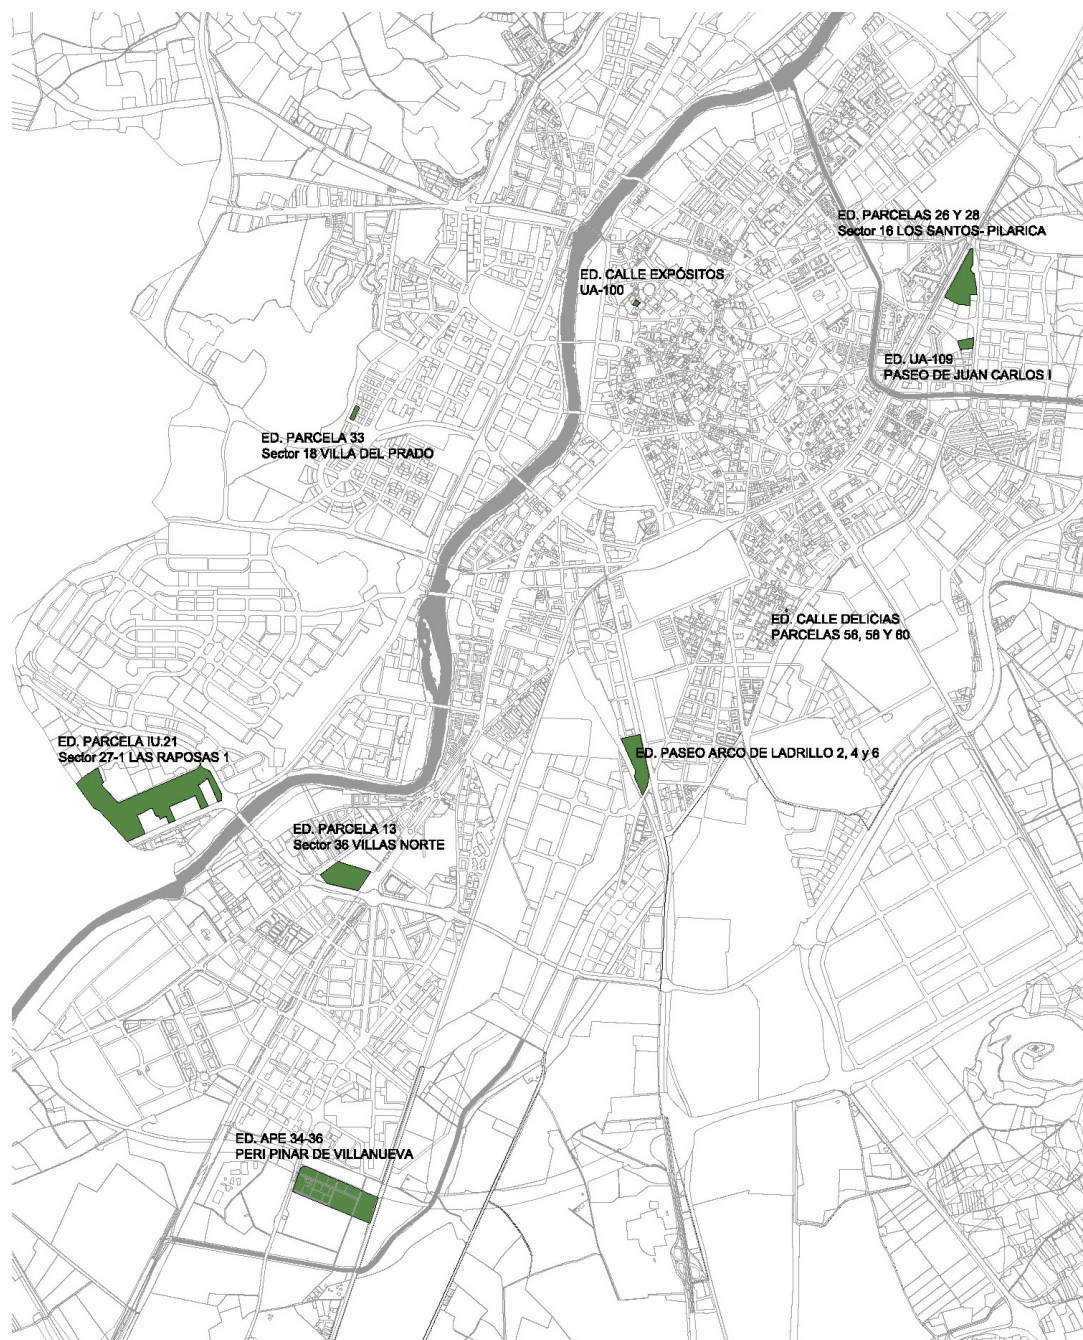 ED. PARCELAS 26 Y 28
Sector 16 LOS SANTOS- PILARICA
ED. CALLE EXPÓSITOS
UA-100
ED. UA-109
PASEO DE JUAN CARLOS I
ED. PARCELA 33
Sector 18 VILLA DEL PRADO
ED. CALLE DELICIAS
PARCELAS 56, 58 Y 60
ED. PARCELA IU.21
Sector 27-1 LAS RAPOSAS 1
ED. PASEO ARCO DE LADRILLO 2, 4 y 6
ED. PARCELA 13
Sector 36 VILLAS NORTE
ED. APE 34-36
PERI PINAR DE VILLANUEVA